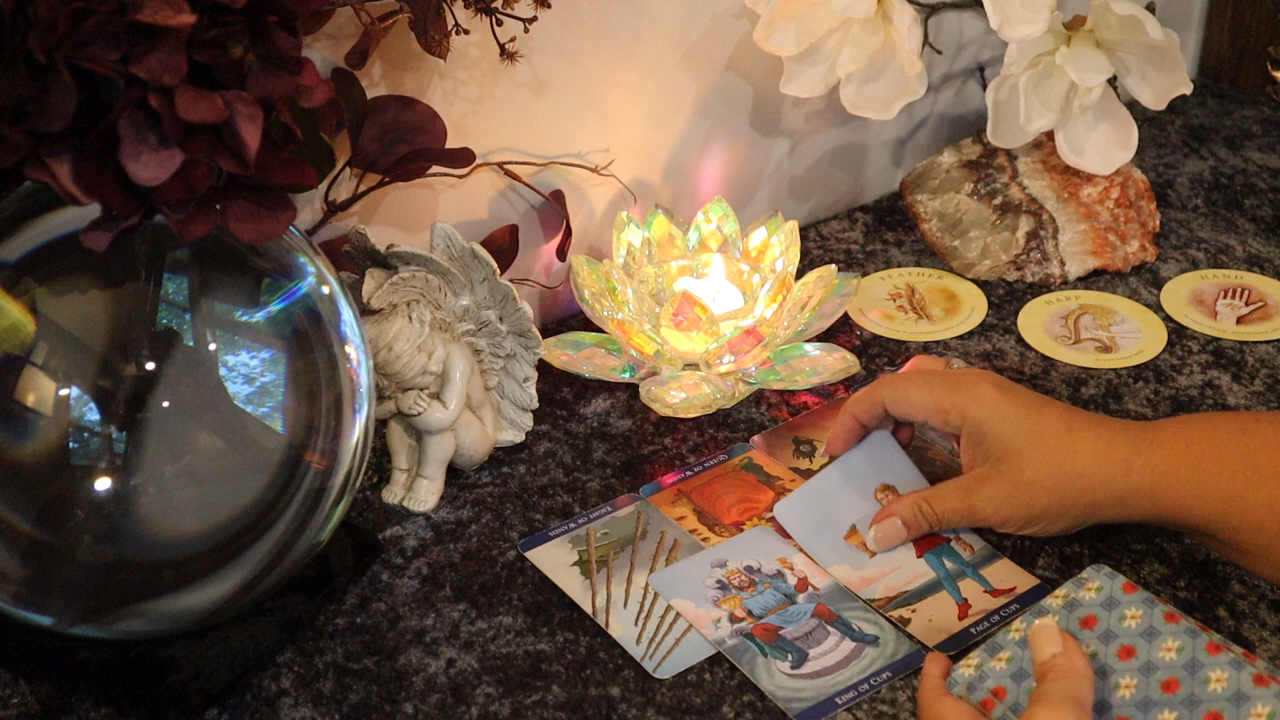 FEATHER
HARP
HAND
QUEEN OF WANDS
EIGHT OF WANDS
PAGE OF CUPS
KING OF CUPS